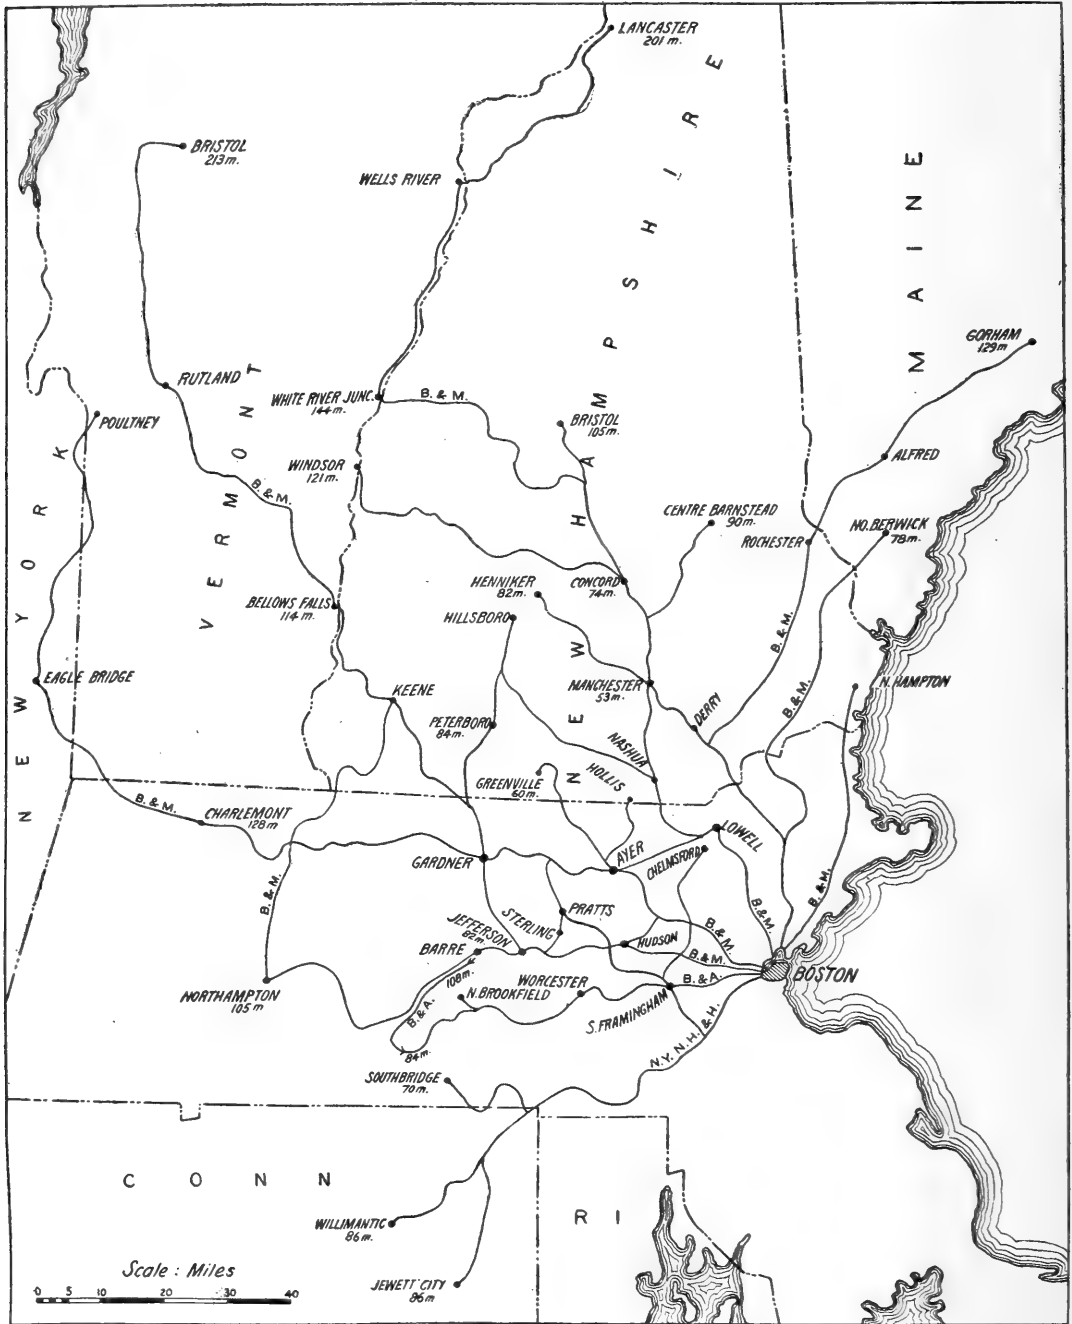 LANCASTER
201 m.
NEW HAMPSHIRE
MAINE
BRISTOL
213 m.
WELLS RIVER
GORHAM
129 m
RUTLAND
VERMONT
WHITE RIVER JUNC.
144 m.
B. & M.
POULTNEY
NEW YORK
BRISTOL
105 m.
ALFRED
WINDSOR
121 m.
B. & M.
CENTRE BARNSTEAD
90 m.
ROCHESTER
NO. BERWICK
78 m.
HENNIKER
82 m.
CONCORD
74 m.
BELLOWS FALLS
114 m.
HILLSBORO
B. & M.
EAGLE BRIDGE
KEENE
MANCHESTER
53 m.
N. HAMPTON
B. & M.
DERRY
PETERBORO
84 m.
NASHUA
HOLLIS
GREENVILLE
60 m.
B. & M.
CHARLEMONT
128 m
LOWELL
AYER
CHELMSFORD
GARDNER
B. & M.
B. & M.
B. & M.
PRATTS
STERLING
JEFFERSON
82 m.
BARRE
108 m.
HUDSON
B. & M.
B. & M.
B. & A.
BOSTON
WORCESTER
N. BROOKFIELD
NORTHAMPTON
105 m
B. & A.
S. FRAMINGHAM
84 m.
N.Y. N.H. & H.
SOUTHBRIDGE
70 m.
CONN
R I
WILLIMANTIC
86 m.
JEWETT CITY
86 m
Scale : Miles
0 5 10 20 30 40